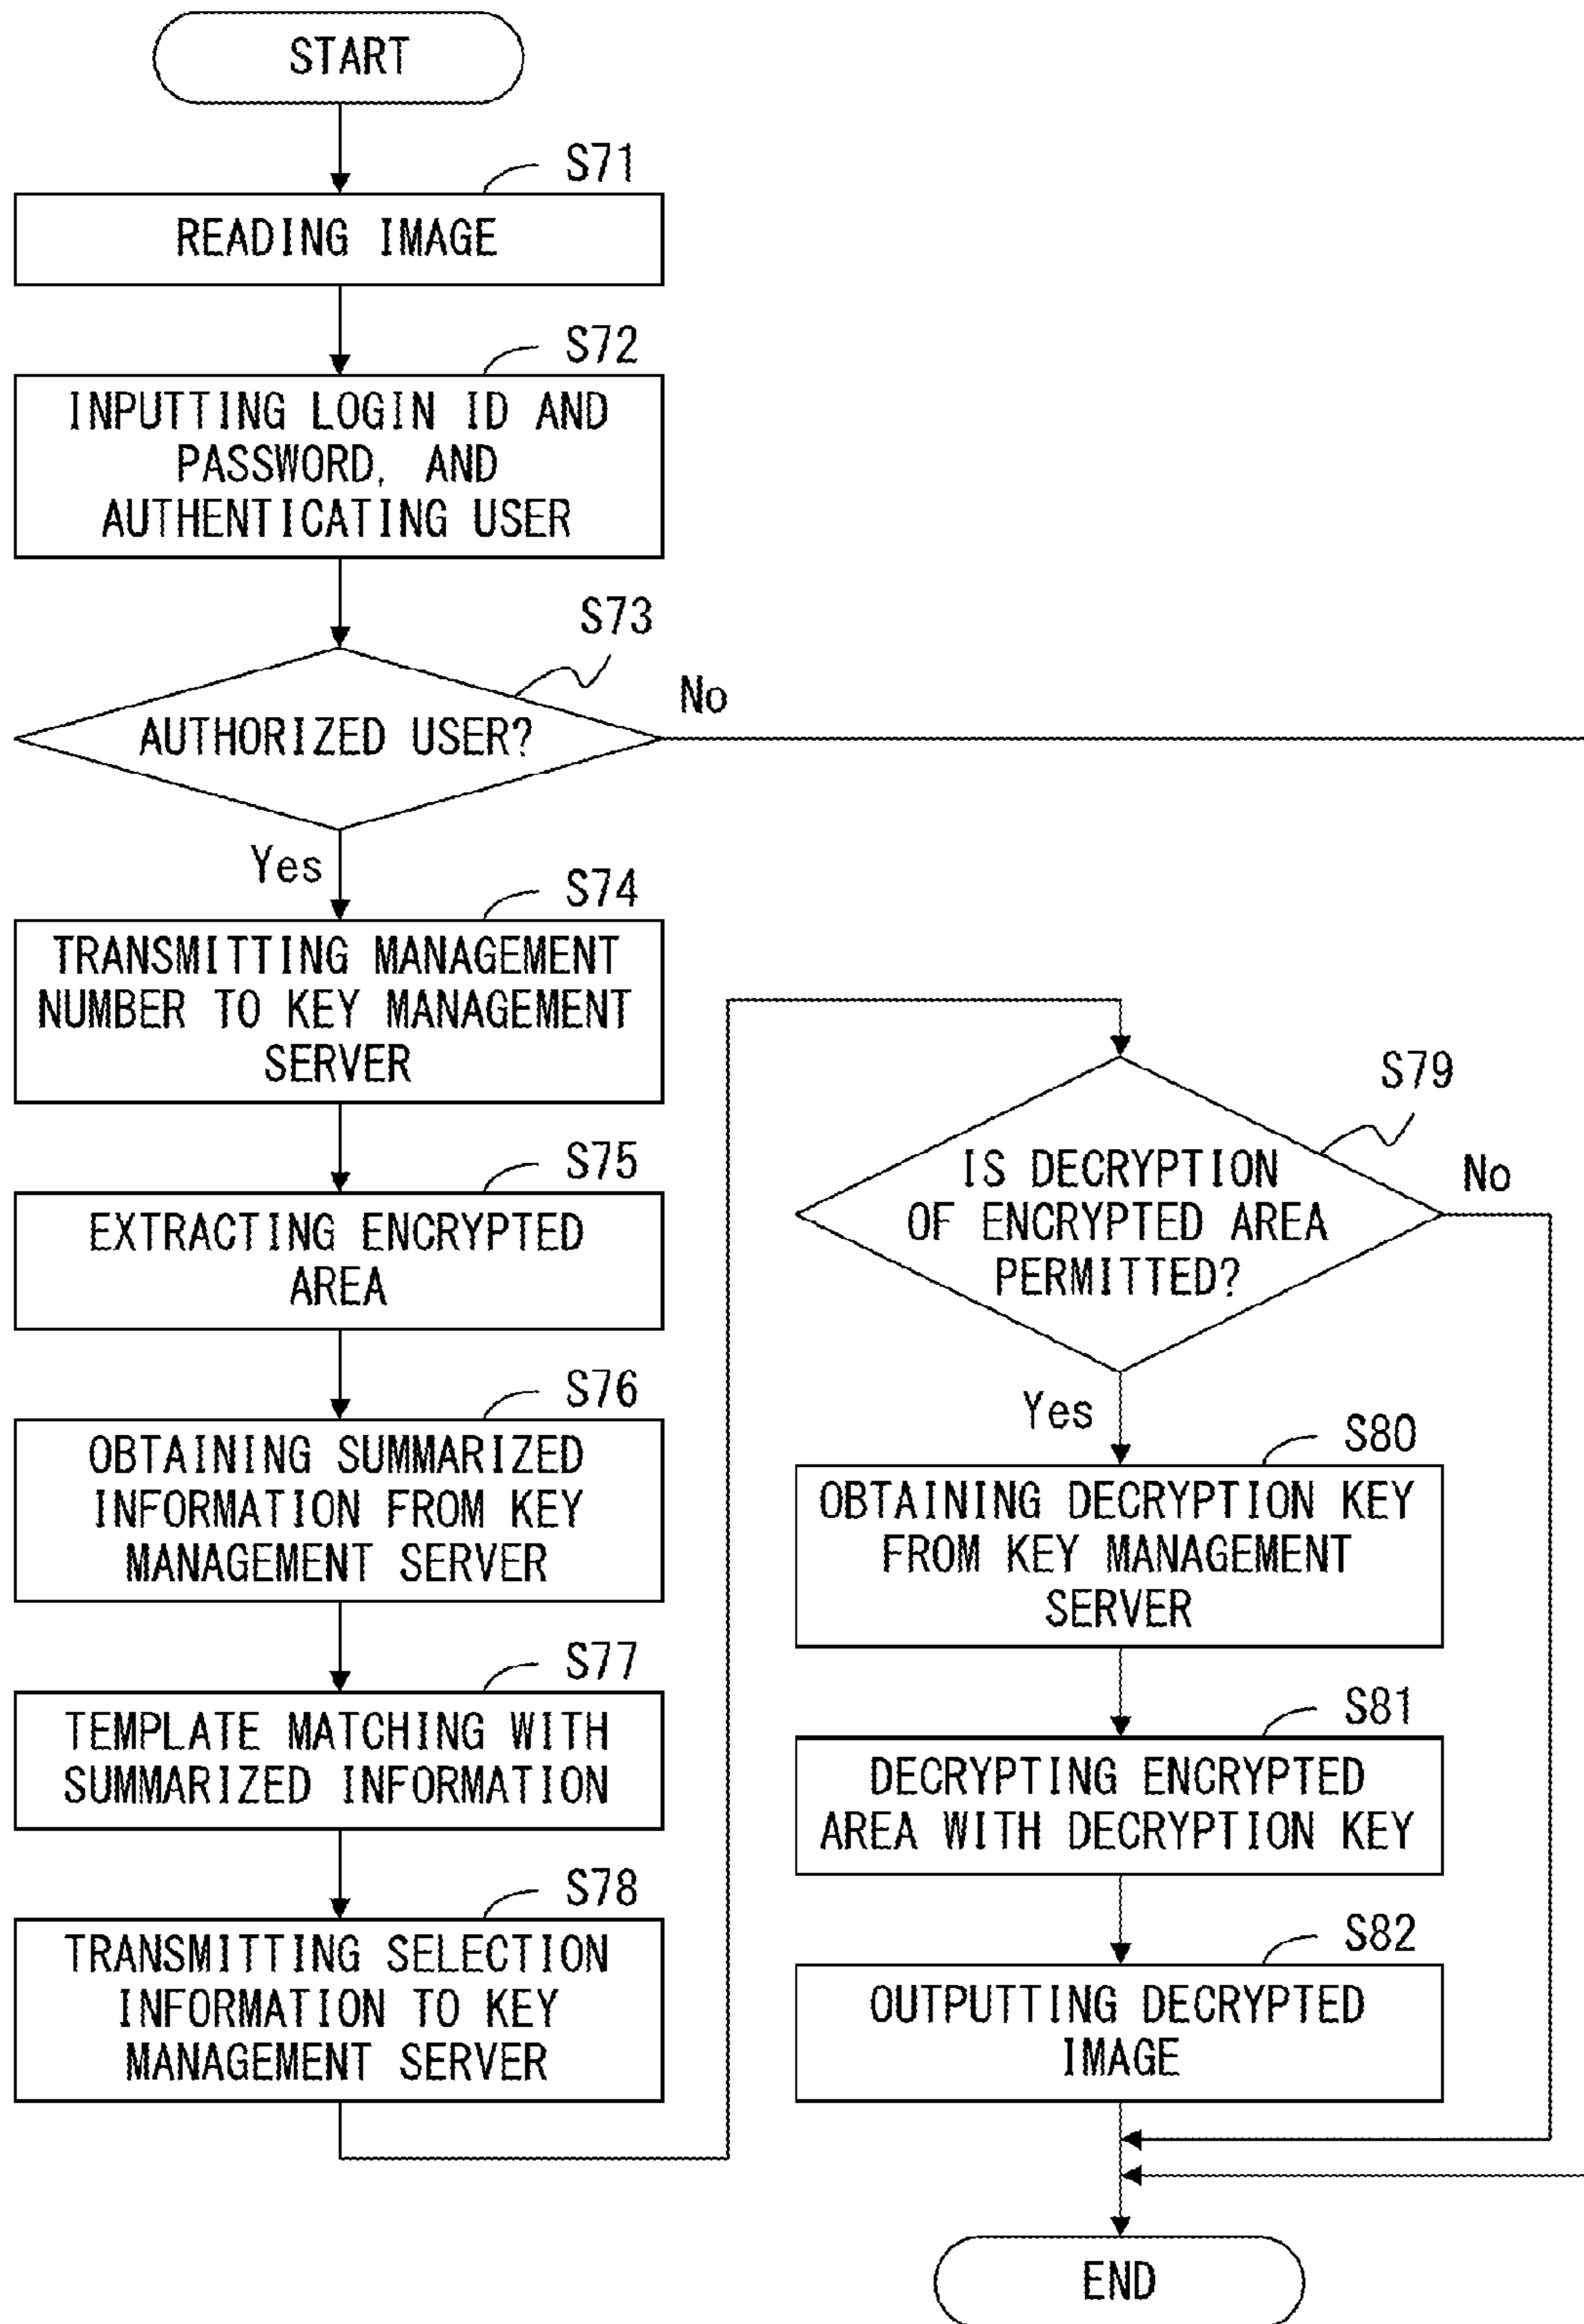 START
S71
READING IMAGE
S72
INPUTTING LOGIN ID AND
PASSWORD, AND
AUTHENTICATING USER
S73
AUTHORIZED USER?
No
Yes
S74
TRANSMITTING MANAGEMENT
NUMBER TO KEY MANAGEMENT
SERVER
S75
EXTRACTING ENCRYPTED
AREA
S76
OBTAINING SUMMARIZED
INFORMATION FROM KEY
MANAGEMENT SERVER
S77
TEMPLATE MATCHING WITH
SUMMARIZED INFORMATION
S78
TRANSMITTING SELECTION
INFORMATION TO KEY
MANAGEMENT SERVER
S79
IS DECRYPTION
OF ENCRYPTED AREA
PERMITTED?
No
Yes
S80
OBTAINING DECRYPTION KEY
FROM KEY MANAGEMENT
SERVER
S81
DECRYPTING ENCRYPTED
AREA WITH DECRYPTION KEY
S82
OUTPUTTING DECRYPTED
IMAGE
END